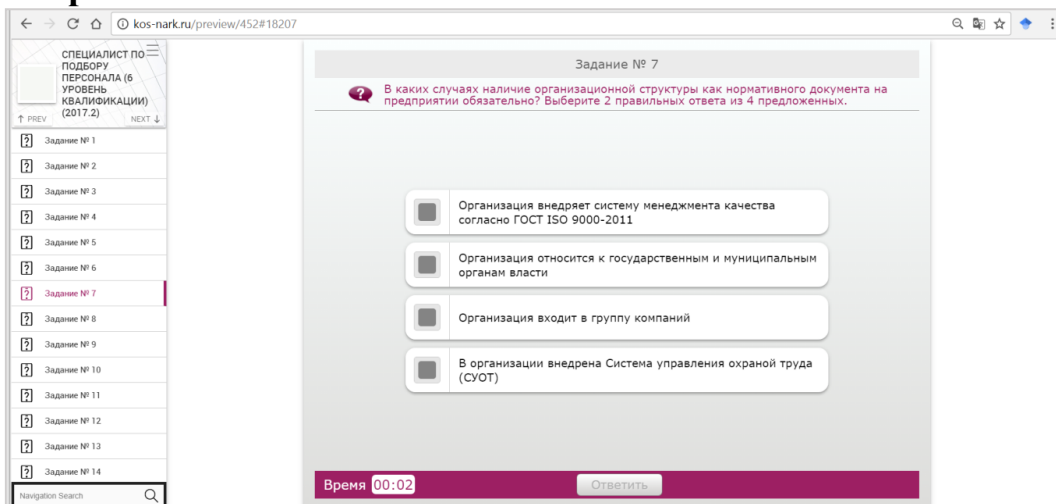 kos-nark.ru/preview/452#18207
СПЕЦИАЛИСТ ПО
ПОДБОРУ
ПЕРСОНАЛА (6
УРОВЕНЬ
КВАЛИФИКАЦИИ)
(2017.2)
↑ PREV
NEXT ↓
Задание № 1
Задание № 2
Задание № 3
Задание № 4
Задание № 5
Задание № 6
Задание № 7
Задание № 8
Задание № 9
Задание № 10
Задание № 11
Задание № 12
Задание № 13
Задание № 14
Navigation Search
Задание № 7
В каких случаях наличие организационной структуры как нормативного документа на
предприятии обязательно? Выберите 2 правильных ответа из 4 предложенных.
Организация внедряет систему менеджмента качества
согласно ГОСТ ISO 9000-2011
Организация относится к государственным и муниципальным
органам власти
Организация входит в группу компаний
В организации внедрена Система управления охраной труда
(СУОТ)
Время 00:02
Ответить